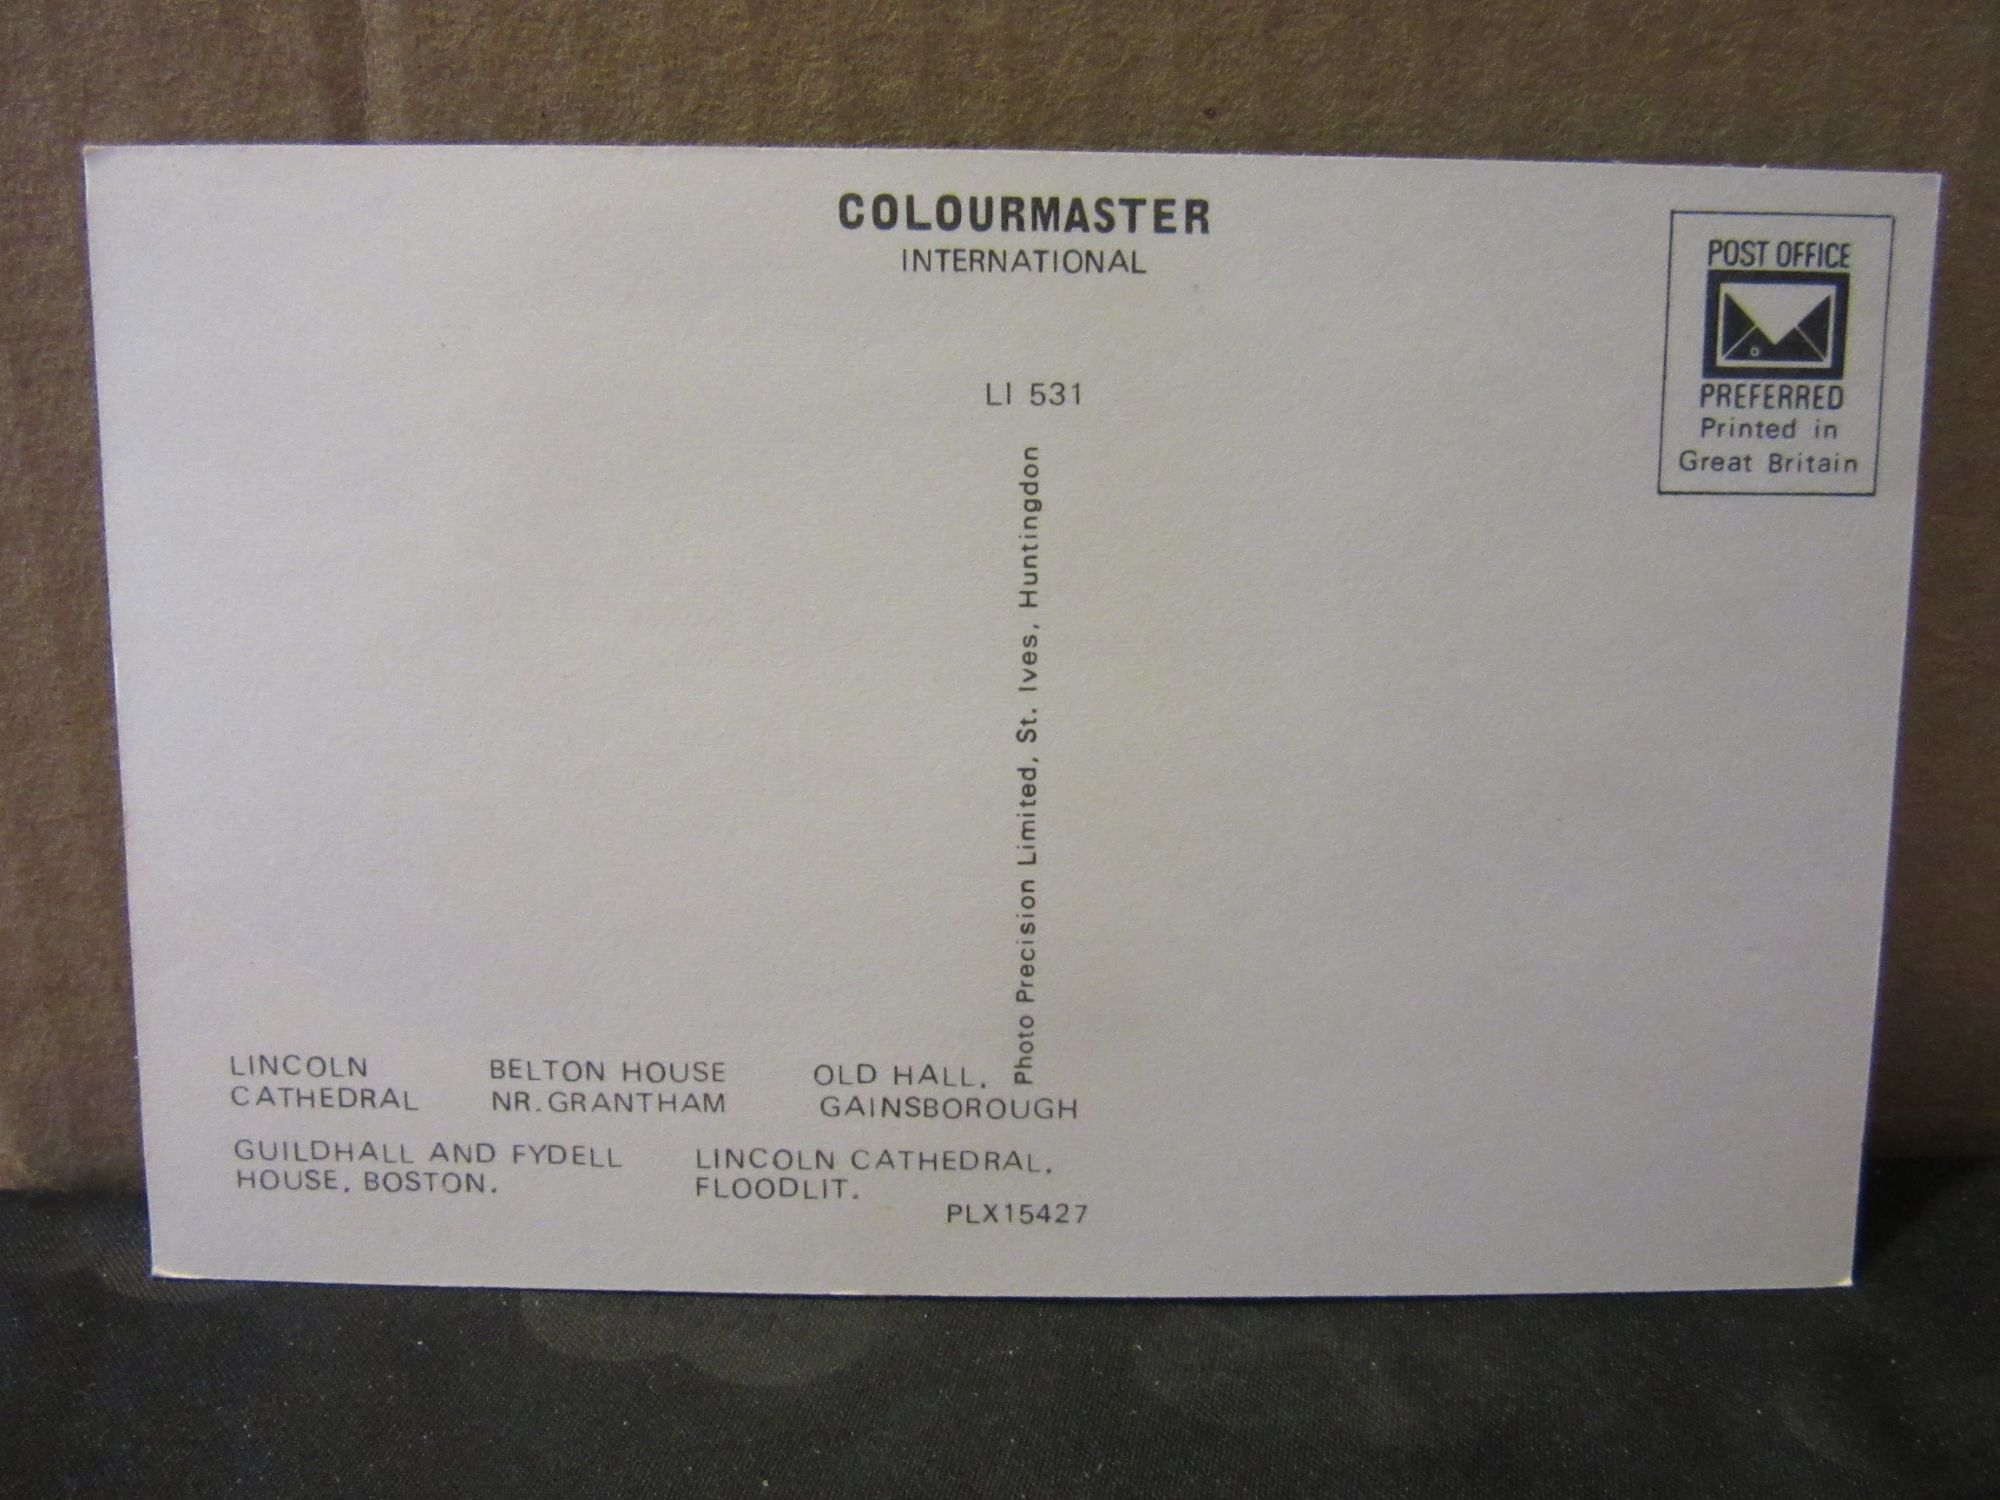 COLOURMASTER
INTERNATIONAL
POST OFFICE
PREFERRED
Printed in
Great Britain
LI 531
Photo Precision Limited, St. Ives, Huntingdon
LINCOLN
CATHEDRAL
BELTON HOUSE
NR. GRANTHAM
OLD HALL,
GAINSBOROUGH
GUILDHALL AND FYDELL
HOUSE, BOSTON.
LINCOLN CATHEDRAL,
FLOODLIT.
PLX15427